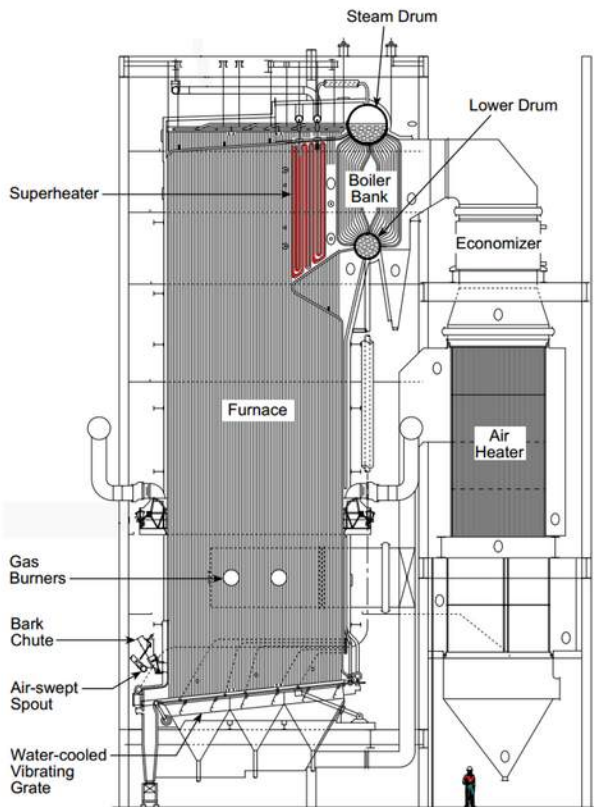 Steam Drum
Lower Drum
Superheater
Boiler
Bank
Economizer
Furnace
Air
Heater
Gas
Burners
Bark
Chute
Air-swept
Spout
Water-cooled
Vibrating
Grate